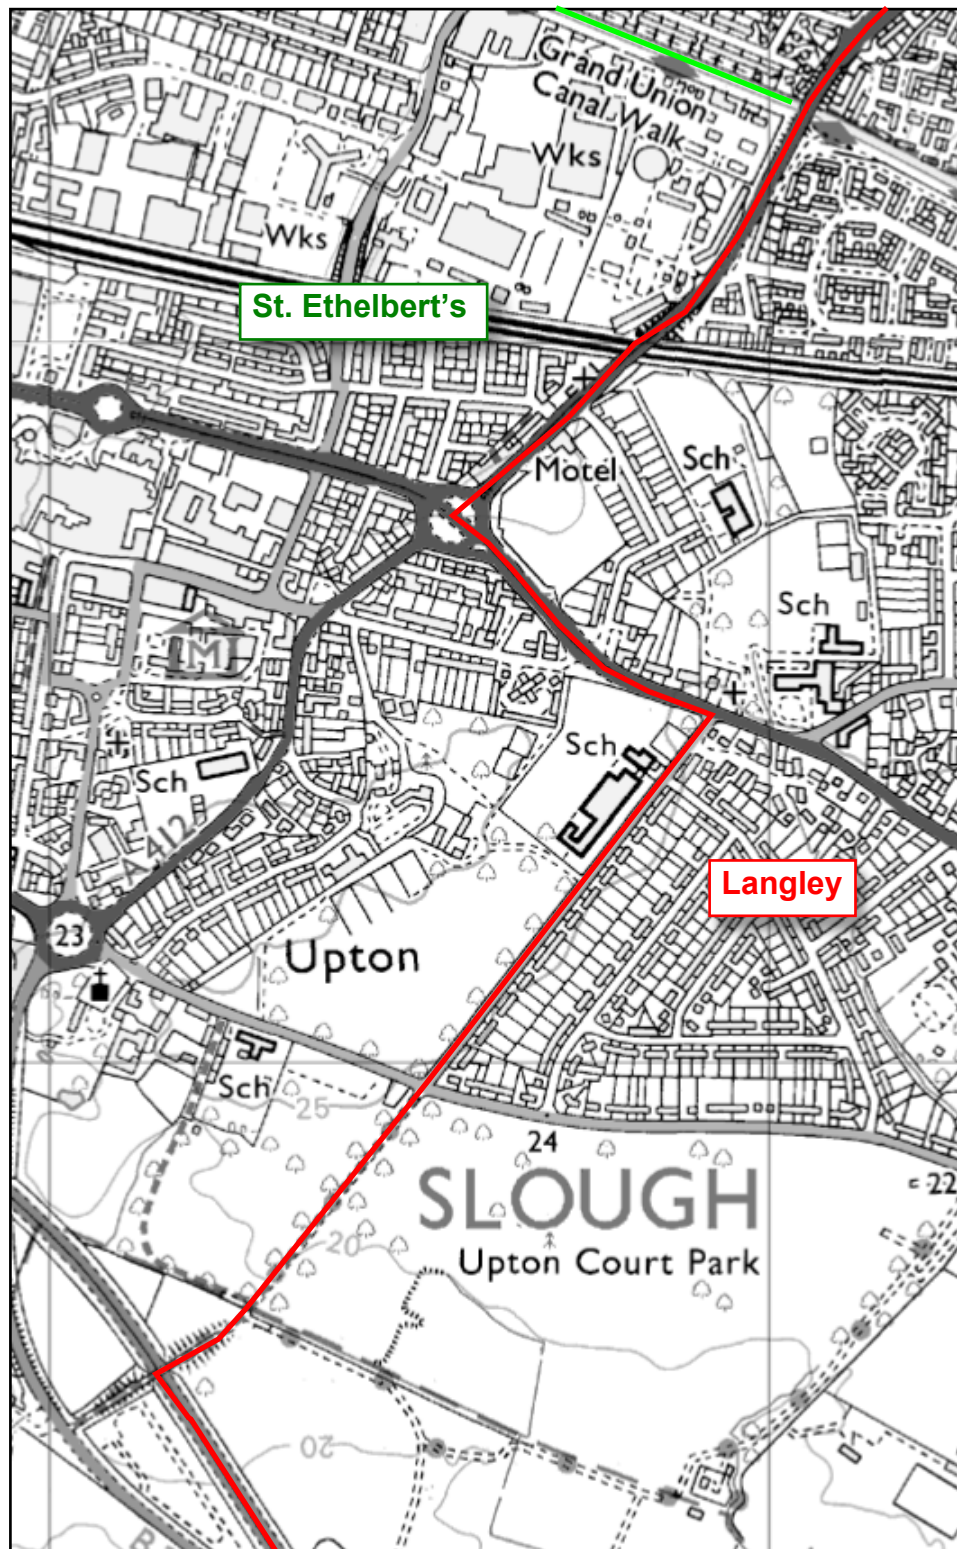 Grand Union
Canal Walk
Wks
Wks
St. Ethelbert's
Motel
Sch
Sch
M
Sch
Sch
A412
Langley
23
Upton
Sch
25
24
SLOUGH
22
20
Upton Court Park
20